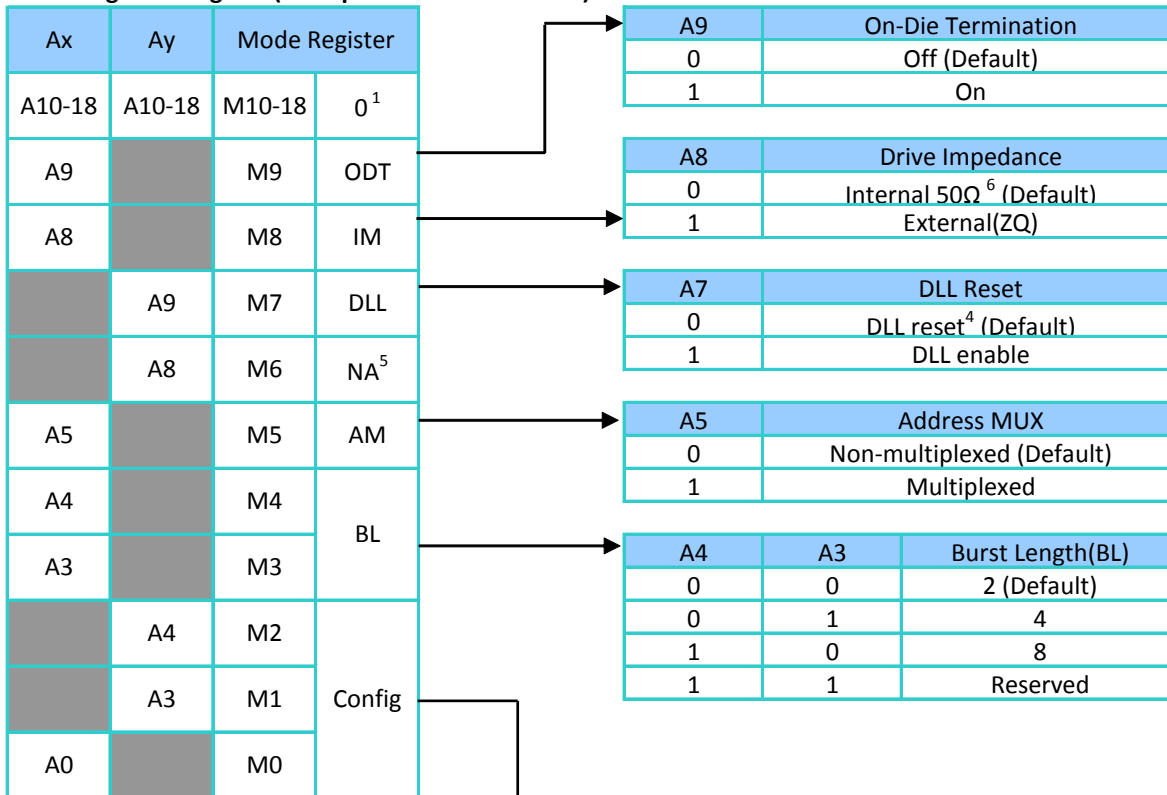 Ax Ay Mode Register
A10-18 A10-18 M10-18 0¹
A9 M9 ODT
A8 M8 IM
A9 M7 DLL
A8 M6 NA⁵
A5 M5 AM
A4 M4 BL
A3 M3
A4 M2 Config
A3 M1
A0 M0
A9 On-Die Termination
0 Off (Default)
1 On
A8 Drive Impedance
0 Internal 50Ω ⁶ (Default)
1 External(ZQ)
A7 DLL Reset
0 DLL reset⁴ (Default)
1 DLL enable
A5 Address MUX
0 Non-multiplexed (Default)
1 Multiplexed
A4 A3 Burst Length(BL)
0 0 2 (Default)
0 1 4
1 0 8
1 1 Reserved